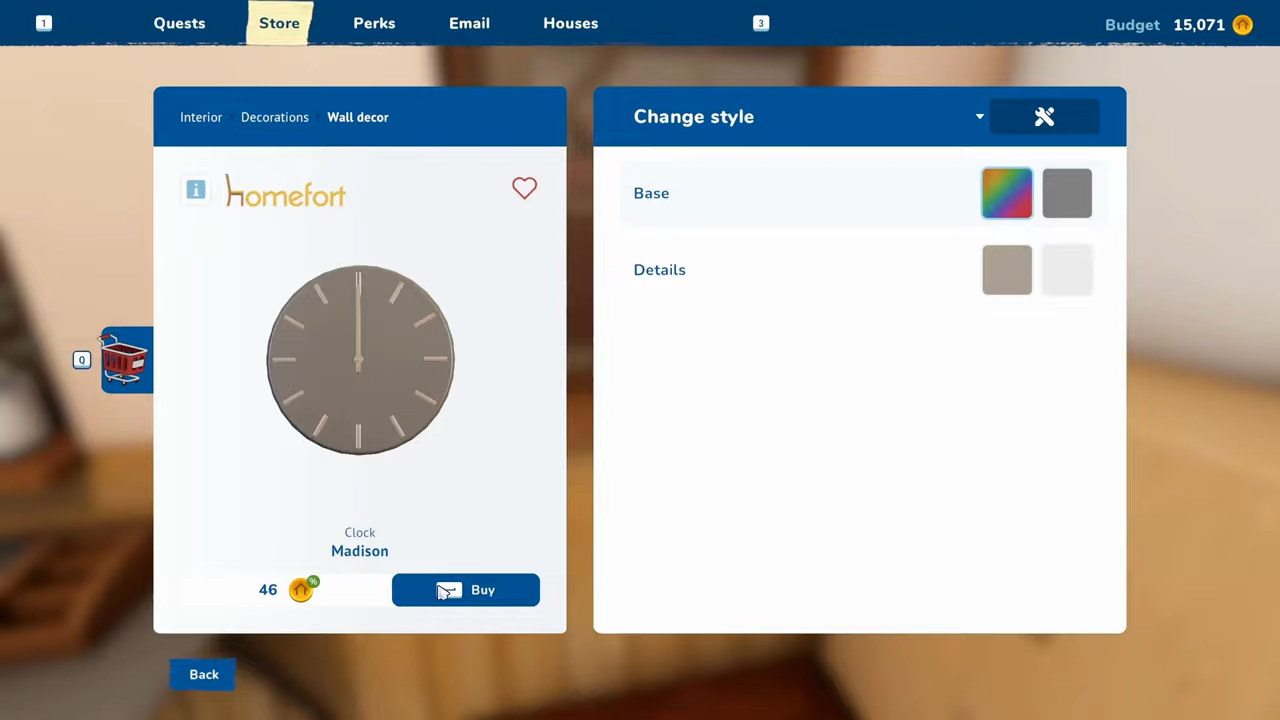 1 Quests Store Perks Email Houses 3 Budget 15,071
Interior Decorations Wall decor
Change style
i homefort
Base
Details
Q
Clock
Madison
46 % Buy
Back